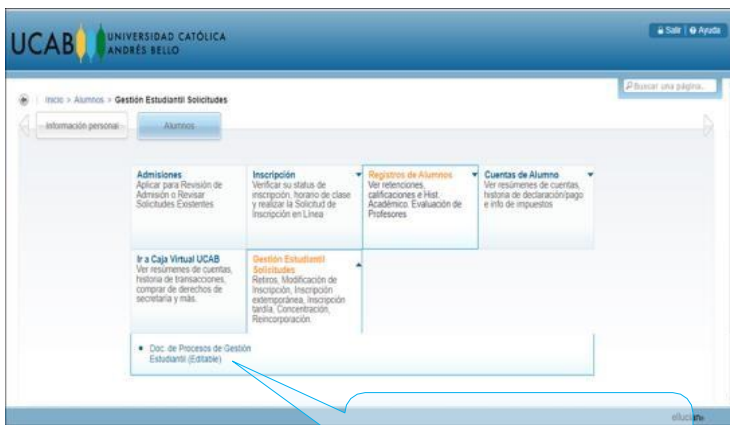 UCAB
UNIVERSIDAD CATÓLICA
ANDRÉS BELLO
Salir | Ayuda
Buscar una página...
Inicio > Alumnos > Gestión Estudiantil Solicitudes
Información personal
Alumnos
Admisiones
Aplicar para Revisión de
Admisión o Revisar
Solicitudes Existentes
Inscripción
Verificar su status de
inscripción, horario de clase
y realizar la Solicitud de
Inscripción en Línea
Registros de Alumnos
Ver retenciones,
calificaciones e Hist.
Académico. Evaluación de
Profesores
Cuentas de Alumno
Ver resúmenes de cuentas,
historia de declaración/pago
e info de impuestos
Ir a Caja Virtual UCAB
Ver resúmenes de cuentas,
historia de transacciones,
comprar de derechos de
secretaría y más.
Gestión Estudiantil
Solicitudes
Retiros, Modificación de
Inscripción, Inscripción
extemporánea, Inscripción
tardía, Concentración,
Reincorporación.
Doc. de Procesos de Gestión
Estudiantil (Editable)
ellucian